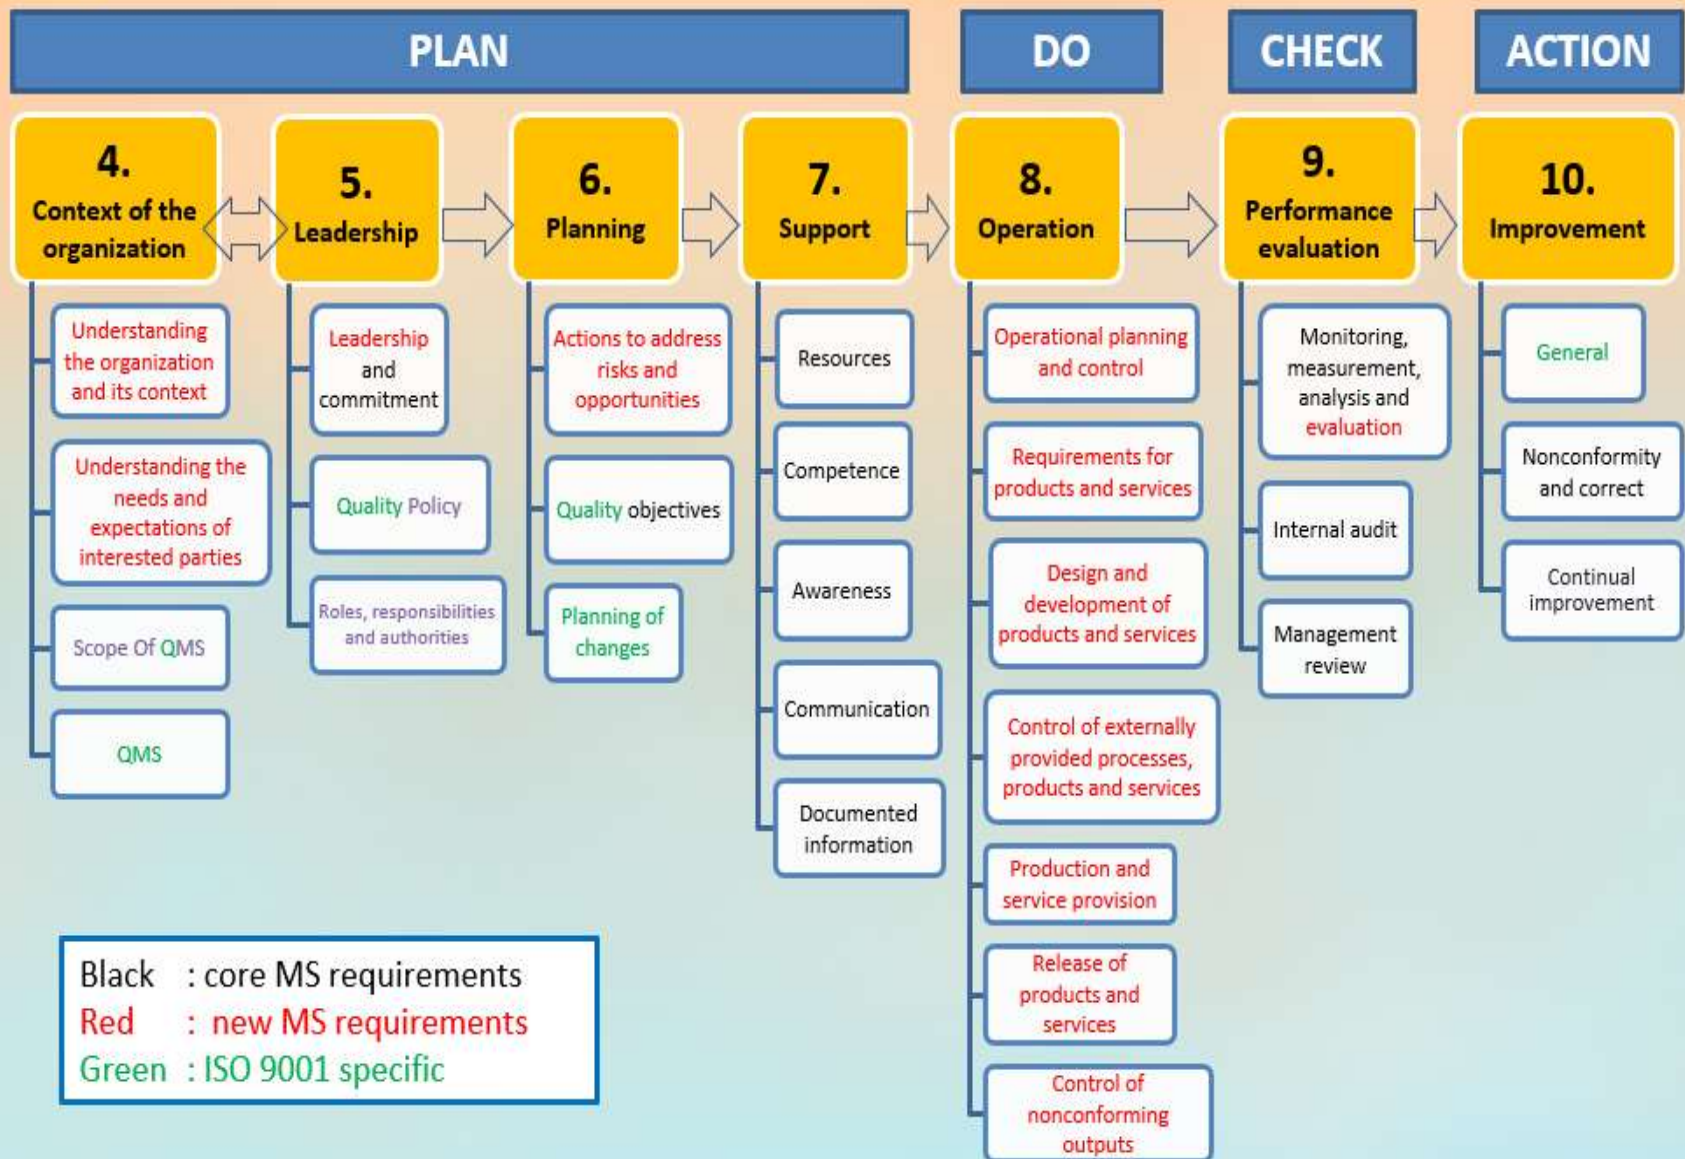 PLAN
DO
CHECK
ACTION
4.
Context of the
organization
5.
Leadership
6.
Planning
7.
Support
8.
Operation
9.
Performance
evaluation
10.
Improvement
Understanding
the organization
and its context
Understanding the
needs and
expectations of
interested parties
Scope Of QMS
QMS
Leadership
and
commitment
Quality Policy
Roles, responsibilities
and authorities
Actions to address
risks and
opportunities
Quality objectives
Planning of
changes
Resources
Competence
Awareness
Communication
Documented
information
Operational planning
and control
Requirements for
products and services
Design and
development of
products and services
Control of externally
provided processes,
products and services
Production and
service provision
Release of
products and
services
Control of
nonconforming
outputs
Monitoring,
measurement,
analysis and
evaluation
Internal audit
Management
review
General
Nonconformity
and correct
Continual
improvement
Black : core MS requirements
Red : new MS requirements
Green : ISO 9001 specific